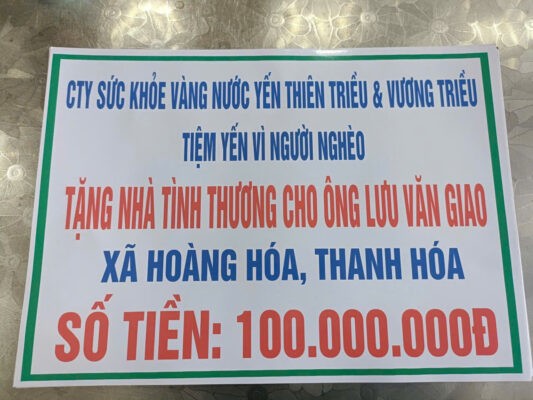 CTY SỨC KHỎE VÀNG NƯỚC YẾN THIÊN TRIỀU & VƯƠNG TRIỀU
TIỆM YẾN VÌ NGƯỜI NGHÈO
TẶNG NHÀ TÌNH THƯƠNG CHO ÔNG LƯU VĂN GIAO
XÃ HOÀNG HÓA, THANH HÓA
SỐ TIỀN: 100.000.000Đ